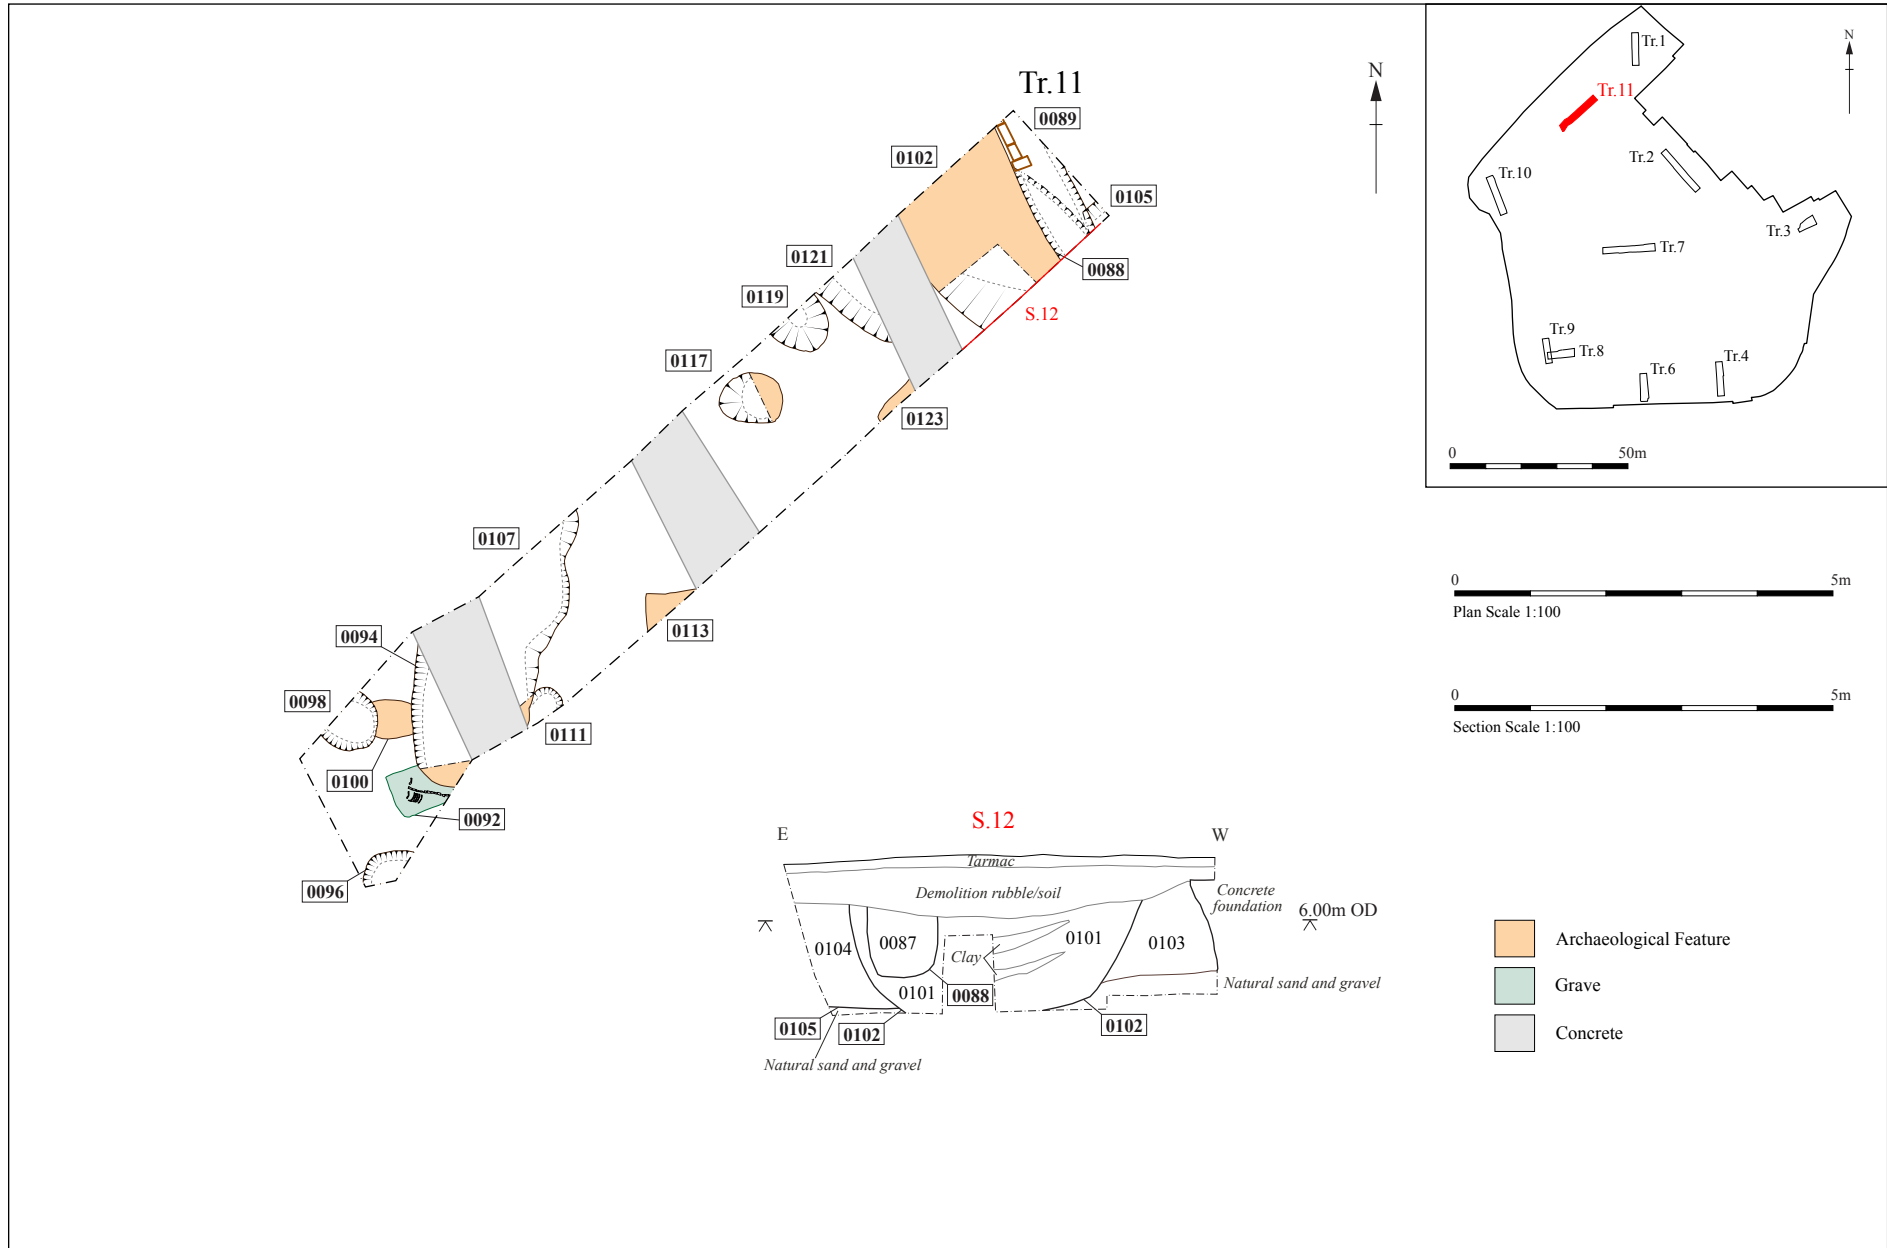 Tr.11
N
0089
0102
0105
0121
0088
0119
S.12
0117
0123
0107
0113
0094
0098
0111
0100
0092
0096
N
Tr.1
Tr.11
Tr.2
Tr.10
Tr.3
Tr.7
Tr.9
Tr.8
Tr.4
Tr.6
0 50m
0 5m
Plan Scale 1:100
0 5m
Section Scale 1:100
S.12
E W
Tarmac
Demolition rubble/soil
Concrete
foundation
6.00m OD
0104
0087
0101
0103
Clay
0101
0088
Natural sand and gravel
0105
0102
0102
Natural sand and gravel
Archaeological Feature
Grave
Concrete